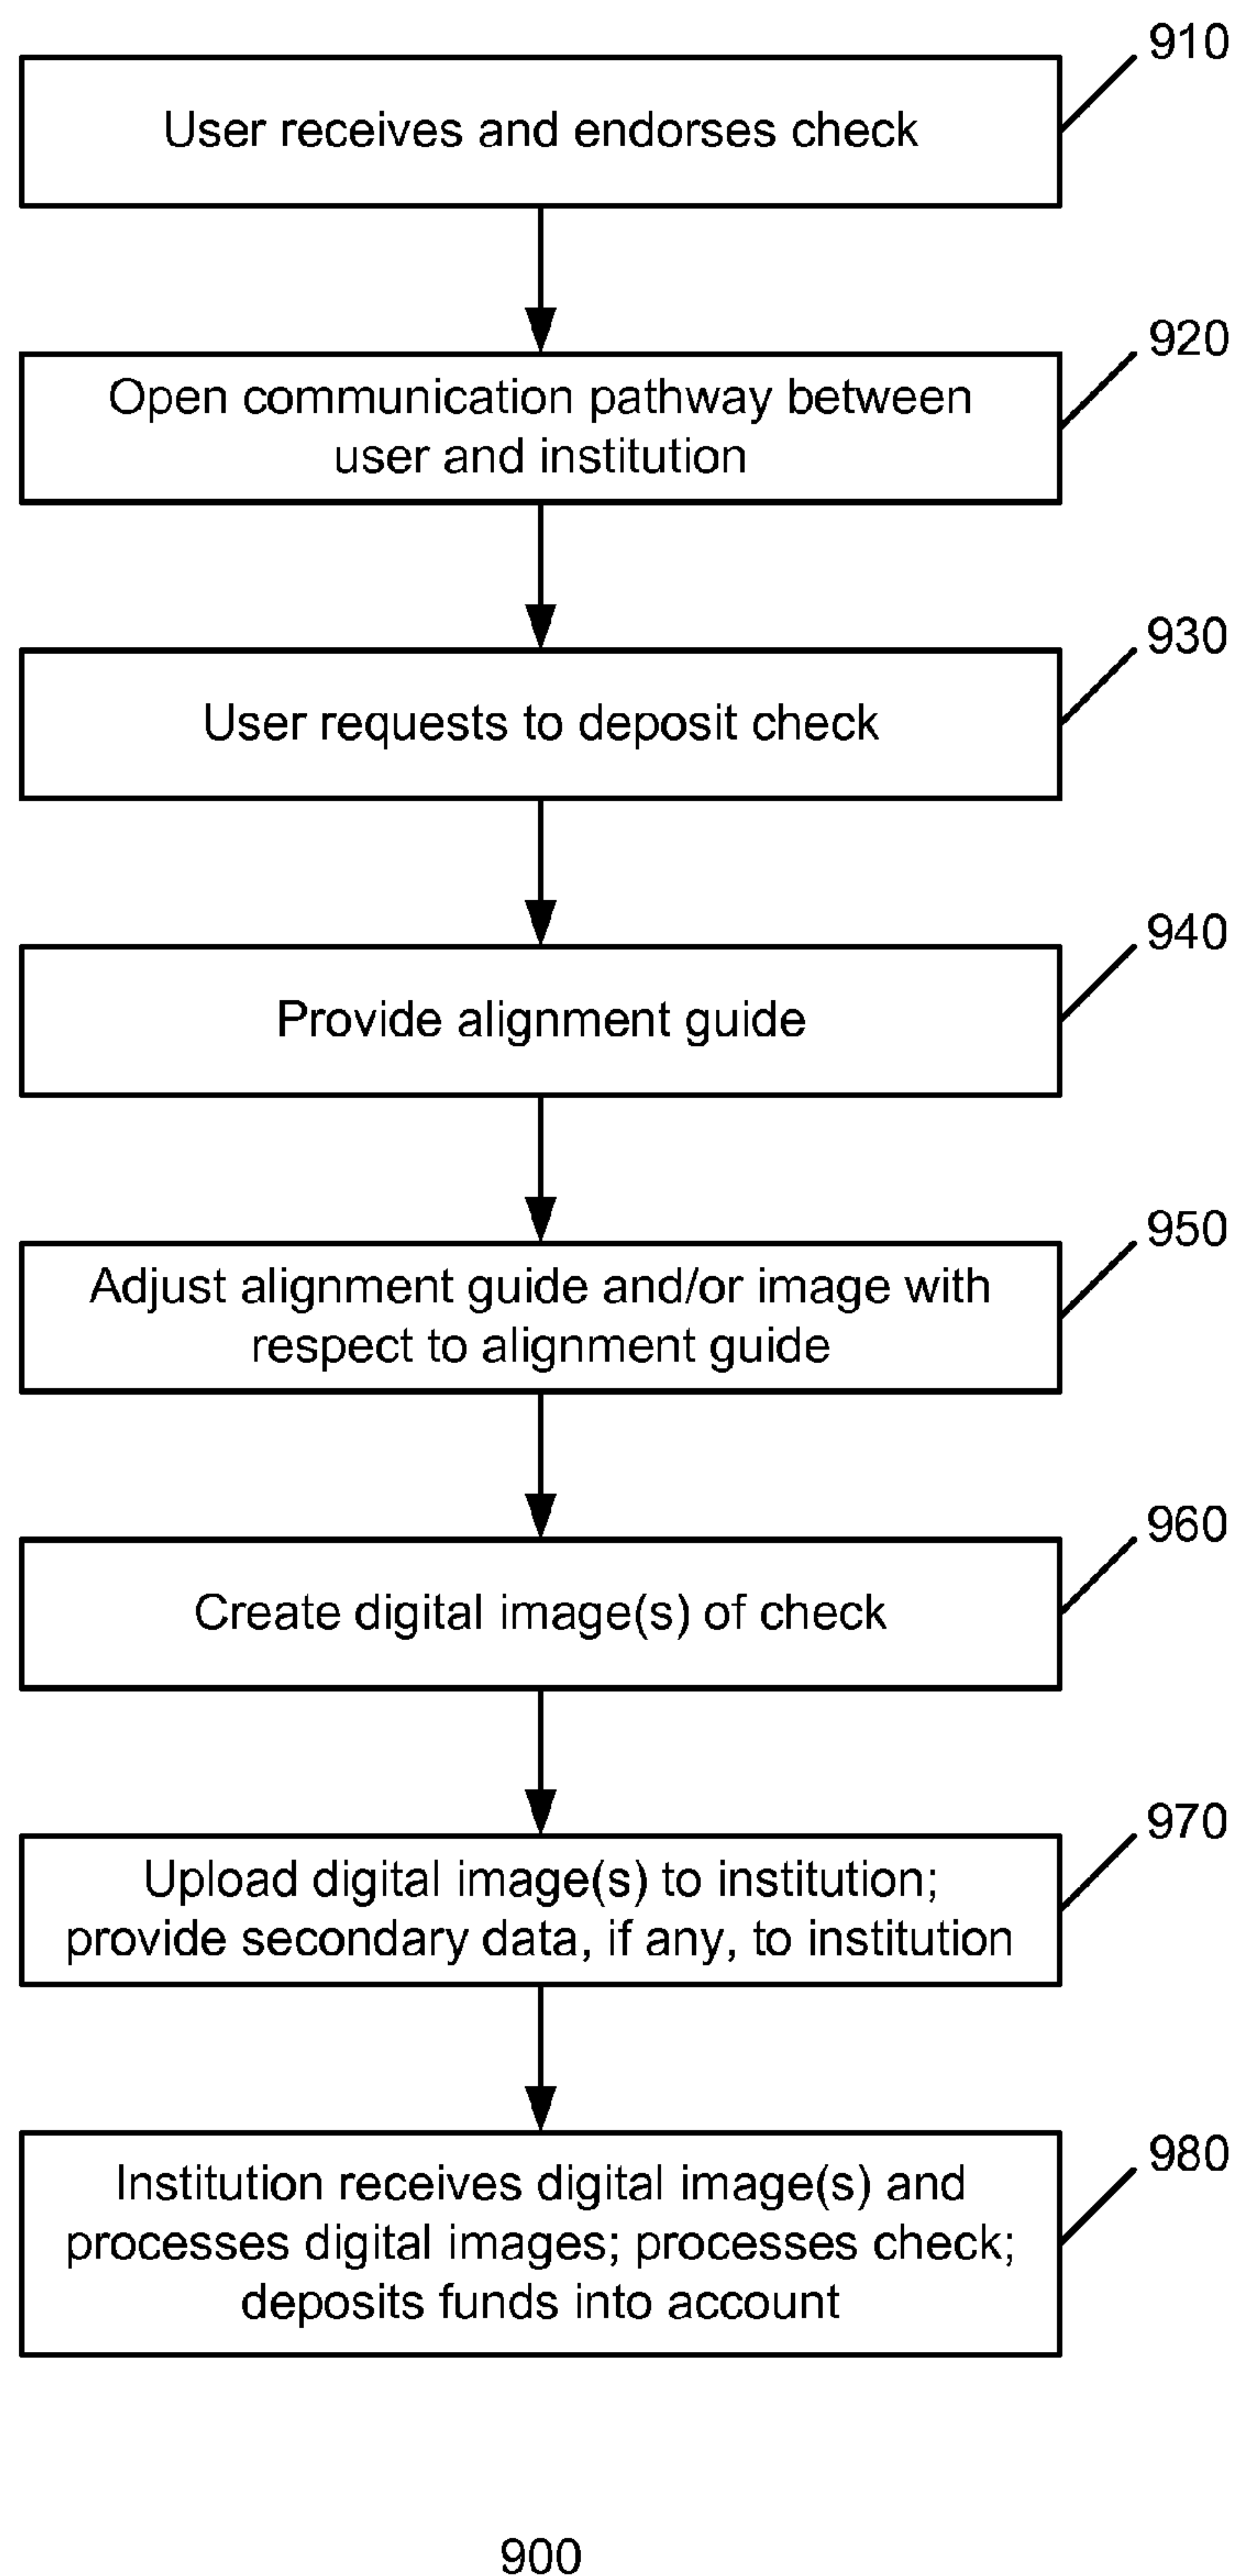 910
User receives and endorses check
920
Open communication pathway between
user and institution
930
User requests to deposit check
940
Provide alignment guide
950
Adjust alignment guide and/or image with
respect to alignment guide
960
Create digital image(s) of check
970
Upload digital image(s) to institution;
provide secondary data, if any, to institution
980
Institution receives digital image(s) and
processes digital images; processes check;
deposits funds into account
900